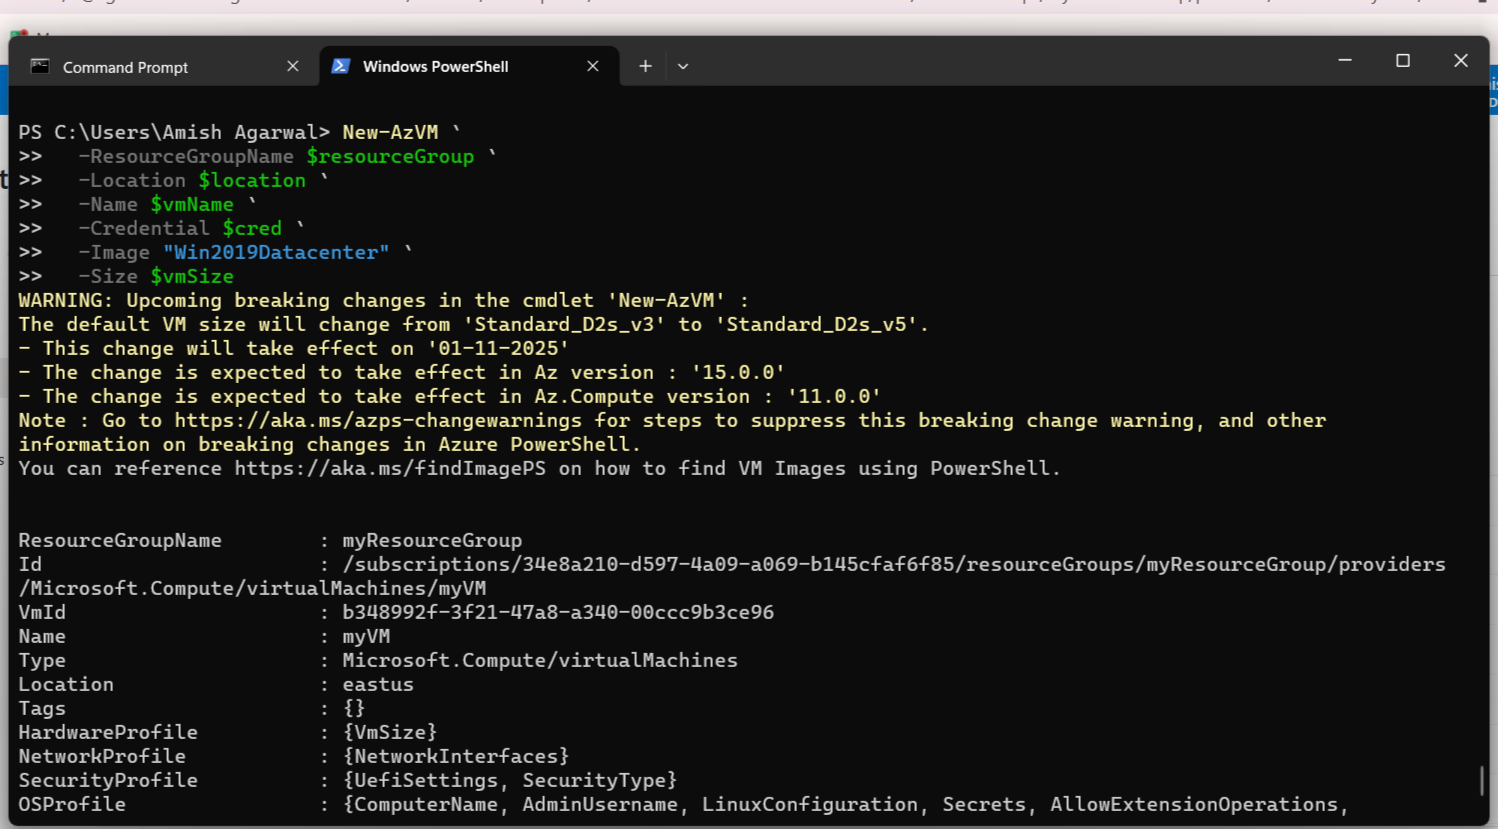 Command Prompt
Windows PowerShell
PS C:\Users\Amish Agarwal> New-AzVM `
>>   -ResourceGroupName $resourceGroup `
>>   -Location $location `
>>   -Name $vmName `
>>   -Credential $cred `
>>   -Image "Win2019Datacenter" `
>>   -Size $vmSize
WARNING: Upcoming breaking changes in the cmdlet 'New-AzVM' :
The default VM size will change from 'Standard_D2s_v3' to 'Standard_D2s_v5'.
- This change will take effect on '01-11-2025'
- The change is expected to take effect in Az version : '15.0.0'
- The change is expected to take effect in Az.Compute version : '11.0.0'
Note : Go to https://aka.ms/azps-changewarnings for steps to suppress this breaking change warning, and other
information on breaking changes in Azure PowerShell.
You can reference https://aka.ms/findImagePS on how to find VM Images using PowerShell.
ResourceGroupName        : myResourceGroup
Id                       : /subscriptions/34e8a210-d597-4a09-a069-b145cfaf6f85/resourceGroups/myResourceGroup/providers
/Microsoft.Compute/virtualMachines/myVM
VmId                     : b348992f-3f21-47a8-a340-00ccc9b3ce96
Name                     : myVM
Type                     : Microsoft.Compute/virtualMachines
Location                 : eastus
Tags                     : {}
HardwareProfile          : {VmSize}
NetworkProfile           : {NetworkInterfaces}
SecurityProfile          : {UefiSettings, SecurityType}
OSProfile                : {ComputerName, AdminUsername, LinuxConfiguration, Secrets, AllowExtensionOperations,